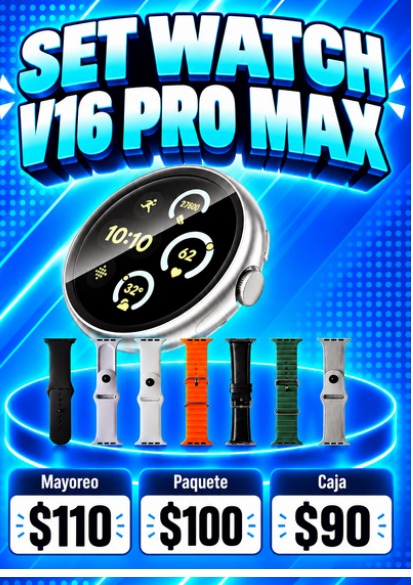 SET WATCH
V16 PRO MAX
27600
10:10
62
32°
Mayoreo
$110
Paquete
$100
Caja
$90